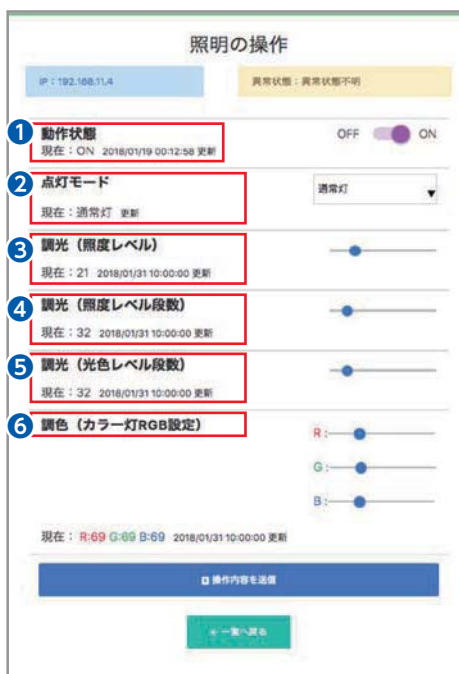 照明の操作
IP：192.168.11.4
異常状態：異常状態不明
1 動作状態
OFF ON
現在：ON 2018/01/19 00:12:58 更新
2 点灯モード
通常灯 ▼
現在：通常灯 更新
3 調光（照度レベル）
現在：21 2018/01/31 10:00:00 更新
4 調光（照度レベル段数）
現在：32 2018/01/31 10:00:00 更新
5 調光（光色レベル段数）
現在：32 2018/01/31 10:00:00 更新
6 調色（カラー灯RGB設定）
R：
G：
B：
現在： R:69 G:69 B:69 2018/01/31 10:00:00 更新
操作内容を送信
← 一覧へ戻る